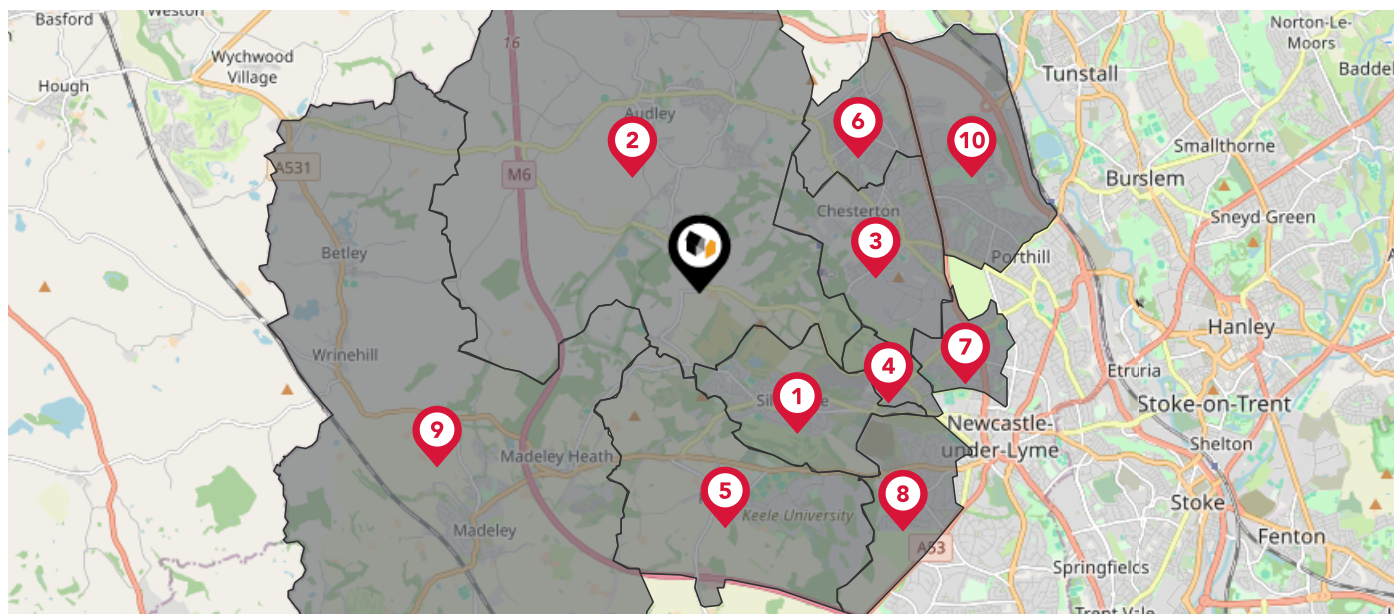 Basford
Weston
16
Norton-Le-
Moors
Wychwood
Village
Hough
Tunstall
Baddel
Audley
6
2
10
Smallthorne
A531
M6
Burslem
Chesterton
Sneyd Green
3
Betley
Porthill
Hanley
Wrinehill
7
4
Etruria
1
Stoke-on-Trent
9
Newcastle-
under-Lyme
Shelton
Madeley Heath
5
8
Stoke
Keele University
Madeley
Fenton
A53
Springfields
Trent Vale